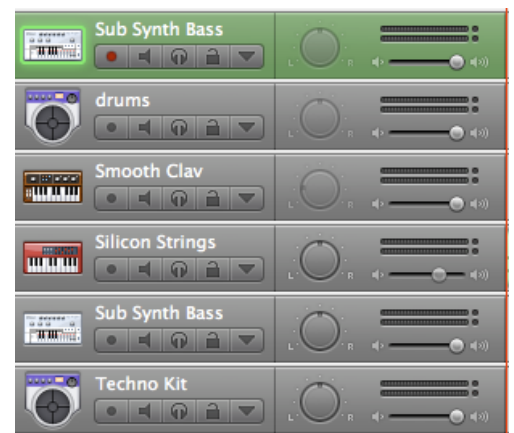 Sub Synth Bass
L R
drums
L R
Smooth Clav
L R
Silicon Strings
L R
Sub Synth Bass
L R
Techno Kit
L R